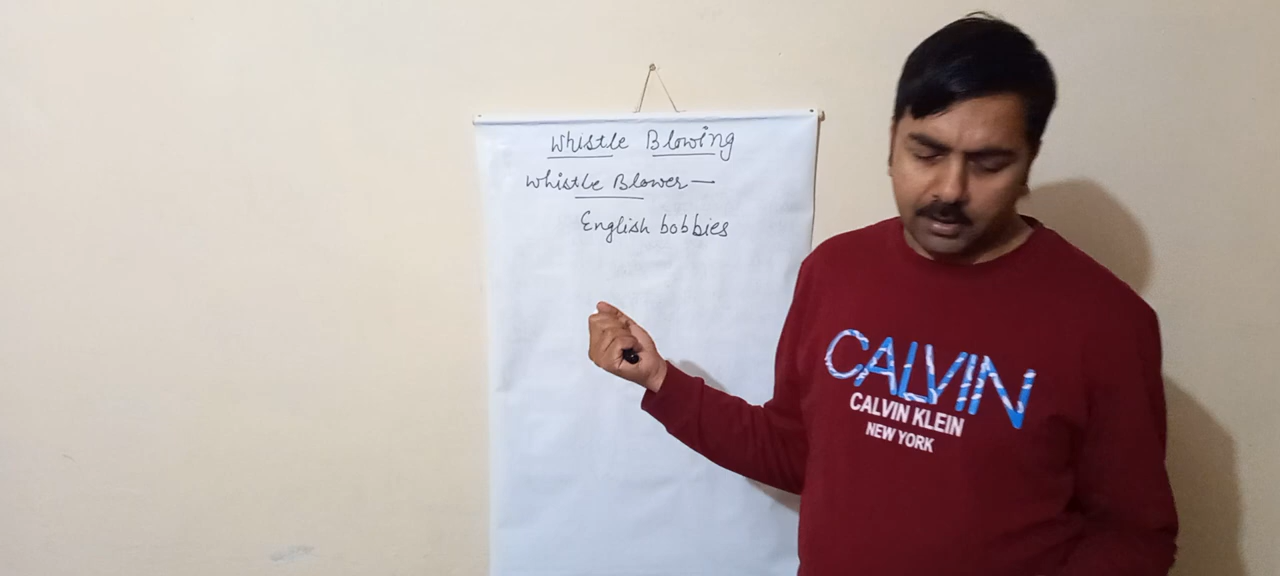 Whistle Blowing
Whistle Blower —
English bobbies
CALVIN
CALVIN KLEIN
NEW YORK